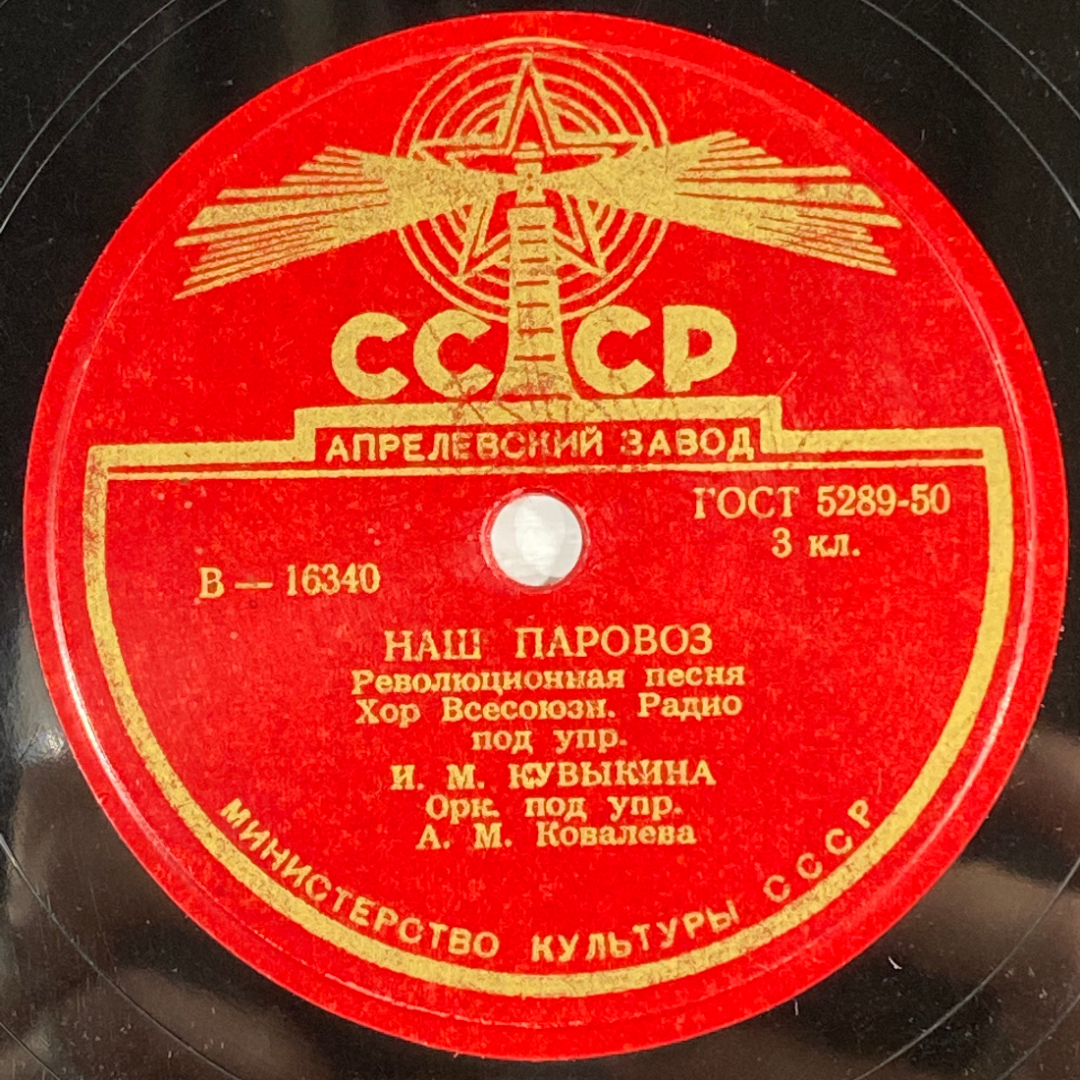 СССР
АПРЕЛЕВСКИЙ ЗАВОД
ГОСТ 5289-50
3 кл.
В — 16340
НАШ ПАРОВОЗ
Революционная песня
Хор Всесоюзн. Радио
под упр.
И. М. КУВЫКИНА
Орк. под упр.
А. М. Ковалева
МИНИСТЕРСТВО КУЛЬТУРЫ СССР